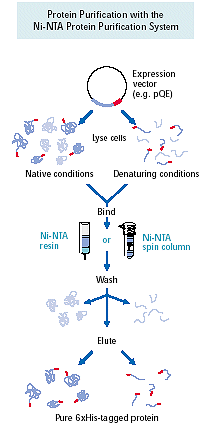 Protein Purification with the
Ni-NTA Protein Purification System
Expression
vector
(e.g. pQE)
Lyse cells
Native conditions
Denaturing conditions
Bind
Ni-NTA
resin
or
Ni-NTA
spin column
Wash
Elute
Pure 6xHis-tagged protein